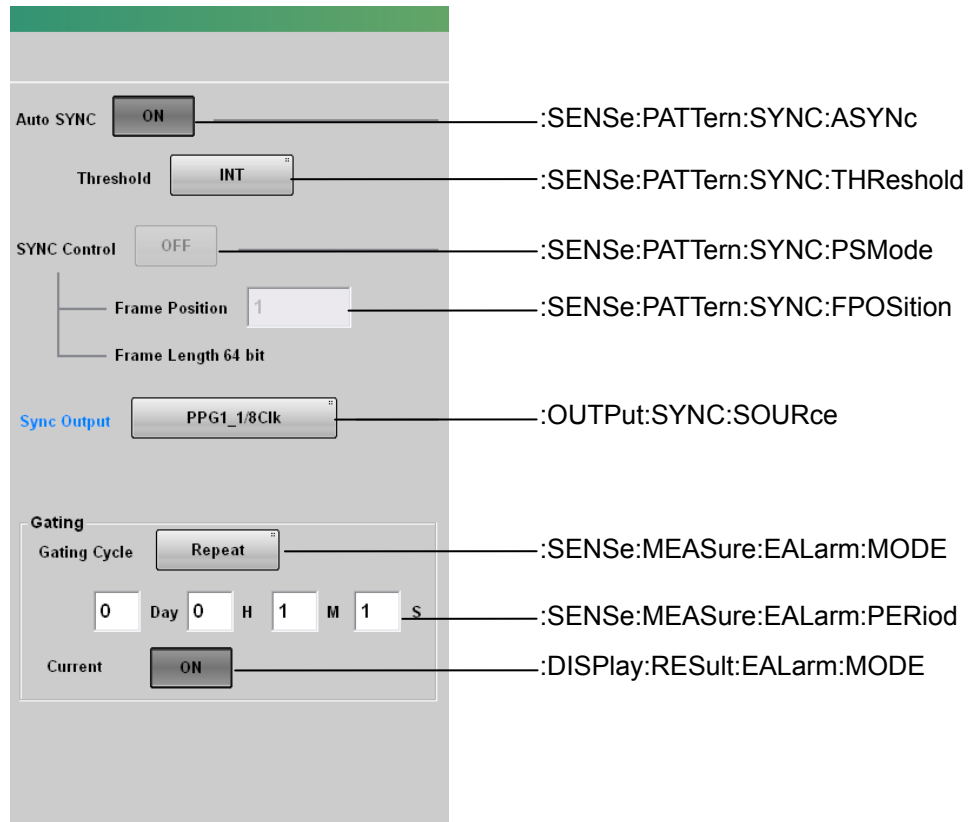 Auto SYNC ON :SENSe:PATTern:SYNC:ASYNc
Threshold INT :SENSe:PATTern:SYNC:THReshold
SYNC Control OFF :SENSe:PATTern:SYNC:PSMode
Frame Position 1 :SENSe:PATTern:SYNC:FPOSition
Frame Length 64 bit
Sync Output PPG1_1/8Clk :OUTPut:SYNC:SOURce
Gating
Gating Cycle Repeat :SENSe:MEASure:EALarm:MODE
0 Day 0 H 1 M 1 S :SENSe:MEASure:EALarm:PERiod
Current ON :DISPlay:RESult:EALarm:MODE